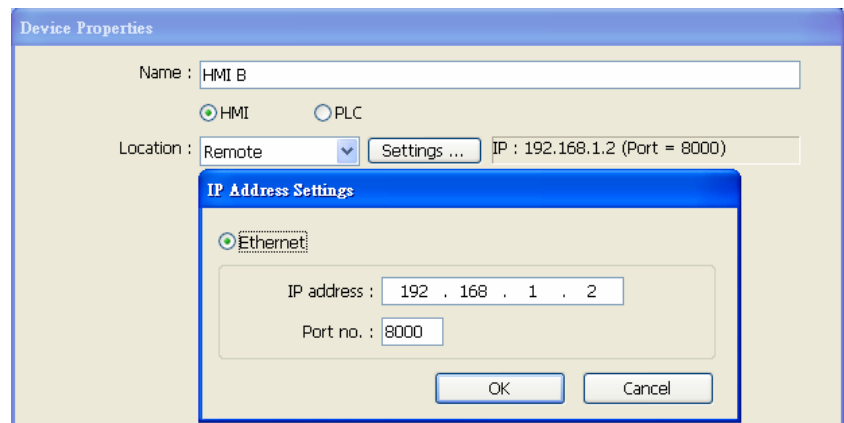 Device Properties
Name : HMI B
HMI PLC
Location : Remote Settings ... IP : 192.168.1.2 (Port = 8000)
IP Address Settings
Ethernet
IP address : 192 . 168 . 1 . 2
Port no. : 8000
OK Cancel